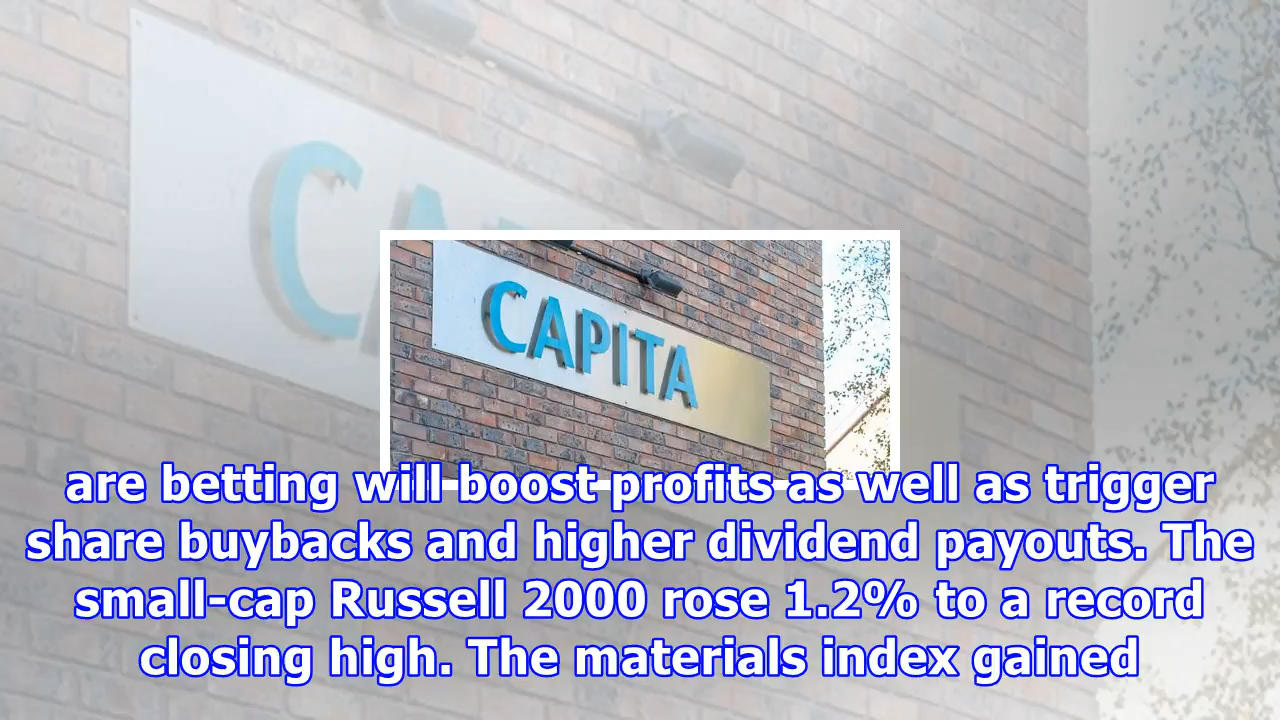 CAPITA
are betting will boost profits as well as trigger
share buybacks and higher dividend payouts. The
small-cap Russell 2000 rose 1.2% to a record
closing high. The materials index gained